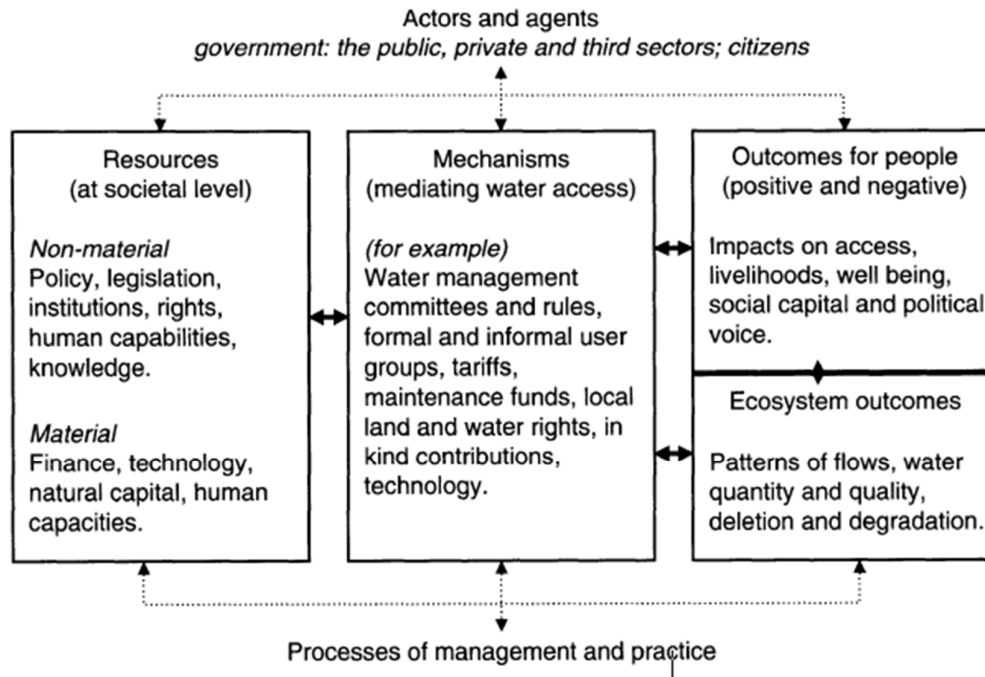 Actors and agents
government: the public, private and third sectors; citizens
Resources
(at societal level)
Non-material
Policy, legislation,
institutions, rights,
human capabilities,
knowledge.
Material
Finance, technology,
natural capital, human
capacities.
Mechanisms
(mediating water access)
(for example)
Water management
committees and rules,
formal and informal user
groups, tariffs,
maintenance funds, local
land and water rights, in
kind contributions,
technology.
Outcomes for people
(positive and negative)
Impacts on access,
livelihoods, well being,
social capital and political
voice.
Ecosystem outcomes
Patterns of flows, water
quantity and quality,
deletion and degradation.
Processes of management and practice